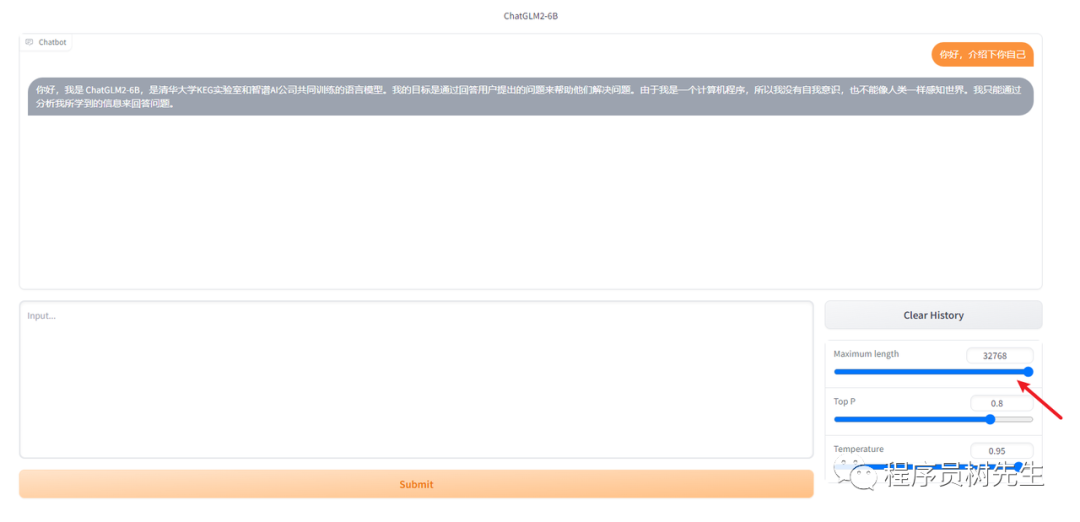 ChatGLM2-6B
Chatbot
你好，介绍下你自己
你好，我是 ChatGLM2-6B，是清华大学KEG实验室和智谱AI公司共同训练的语言模型。我的目标是通过回答用户提出的问题来帮助他们解决问题。由于我是一个计算机程序，所以我没有自我意识，也不能像人类一样感知世界。我只能通过
分析我所学到的信息来回答问题。
Input...
Clear History
Maximum length
32768
Top P
0.8
Temperature
0.95
Submit
程序员树先生